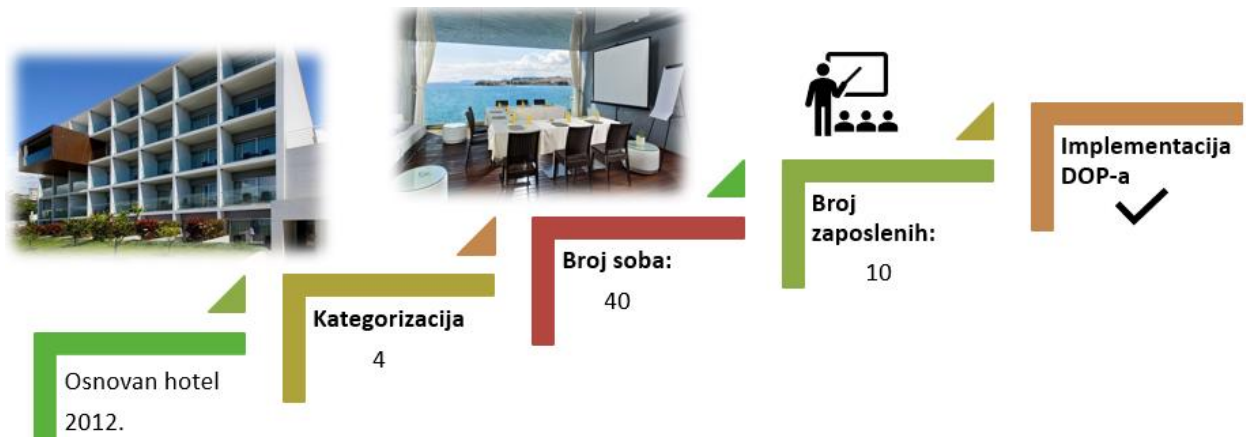 Osnovan hotel
2012.
Kategorizacija
4
Broj soba:
40
Broj
zaposlenih:
10
Implementacija
DOP-a